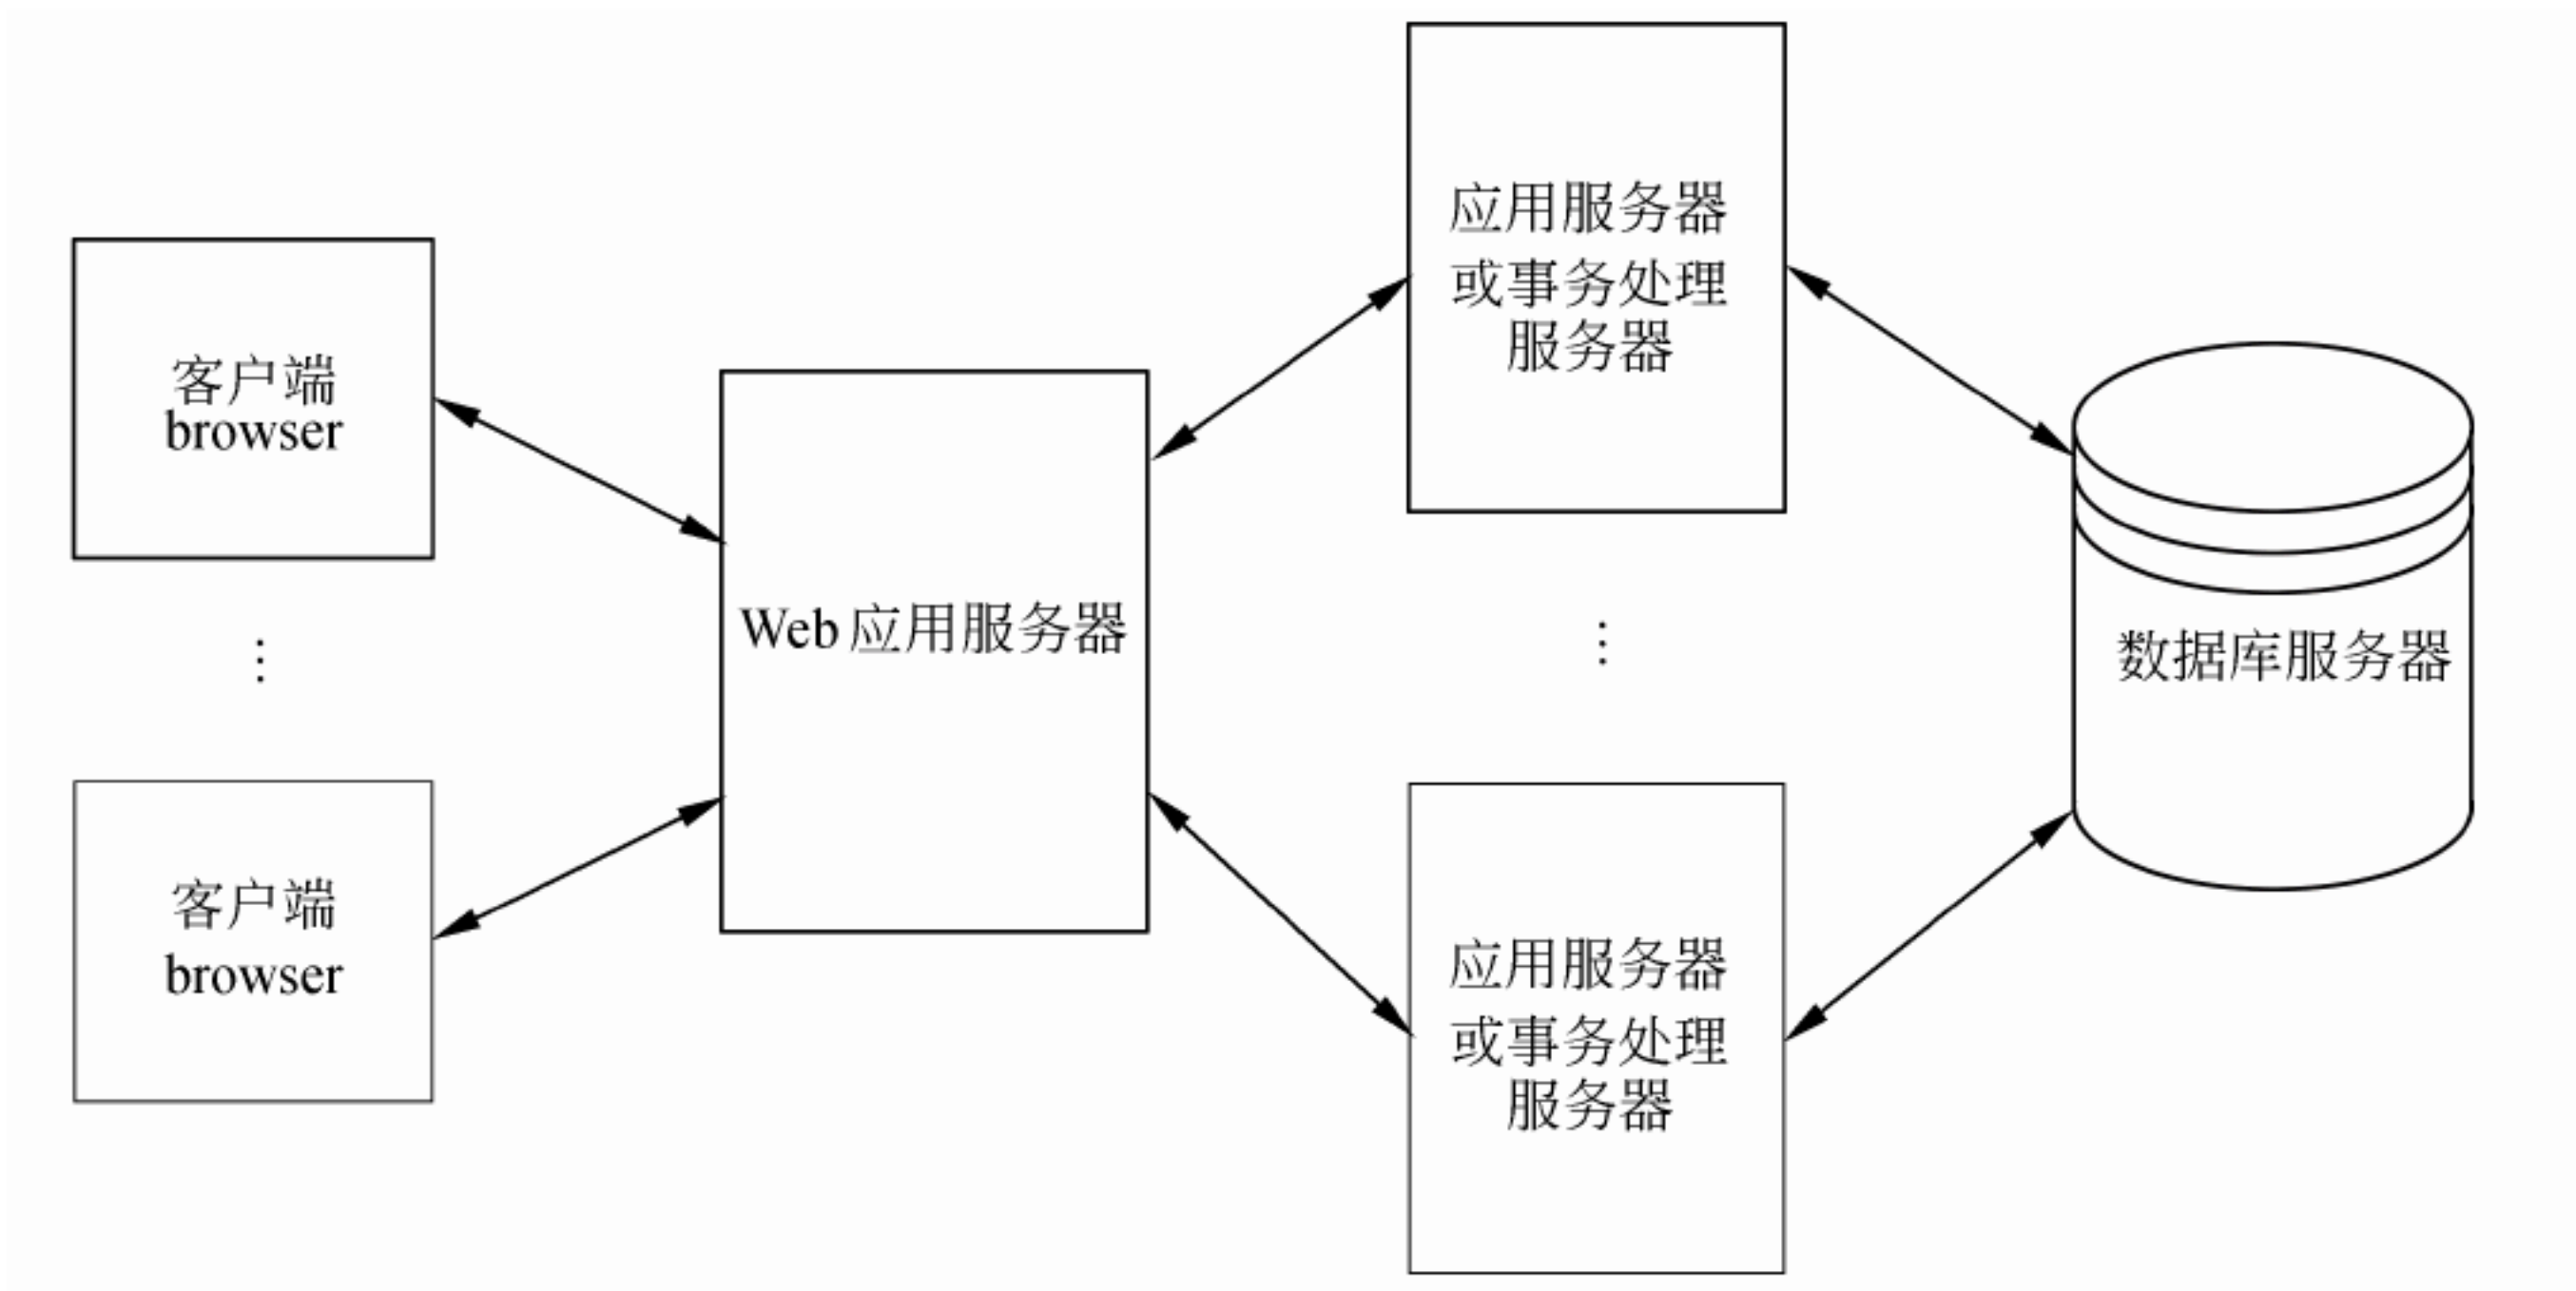 客户端
browser
⋮
客户端
browser
Web应用服务器
应用服务器
或事务处理
服务器
⋮
应用服务器
或事务处理
服务器
数据库服务器